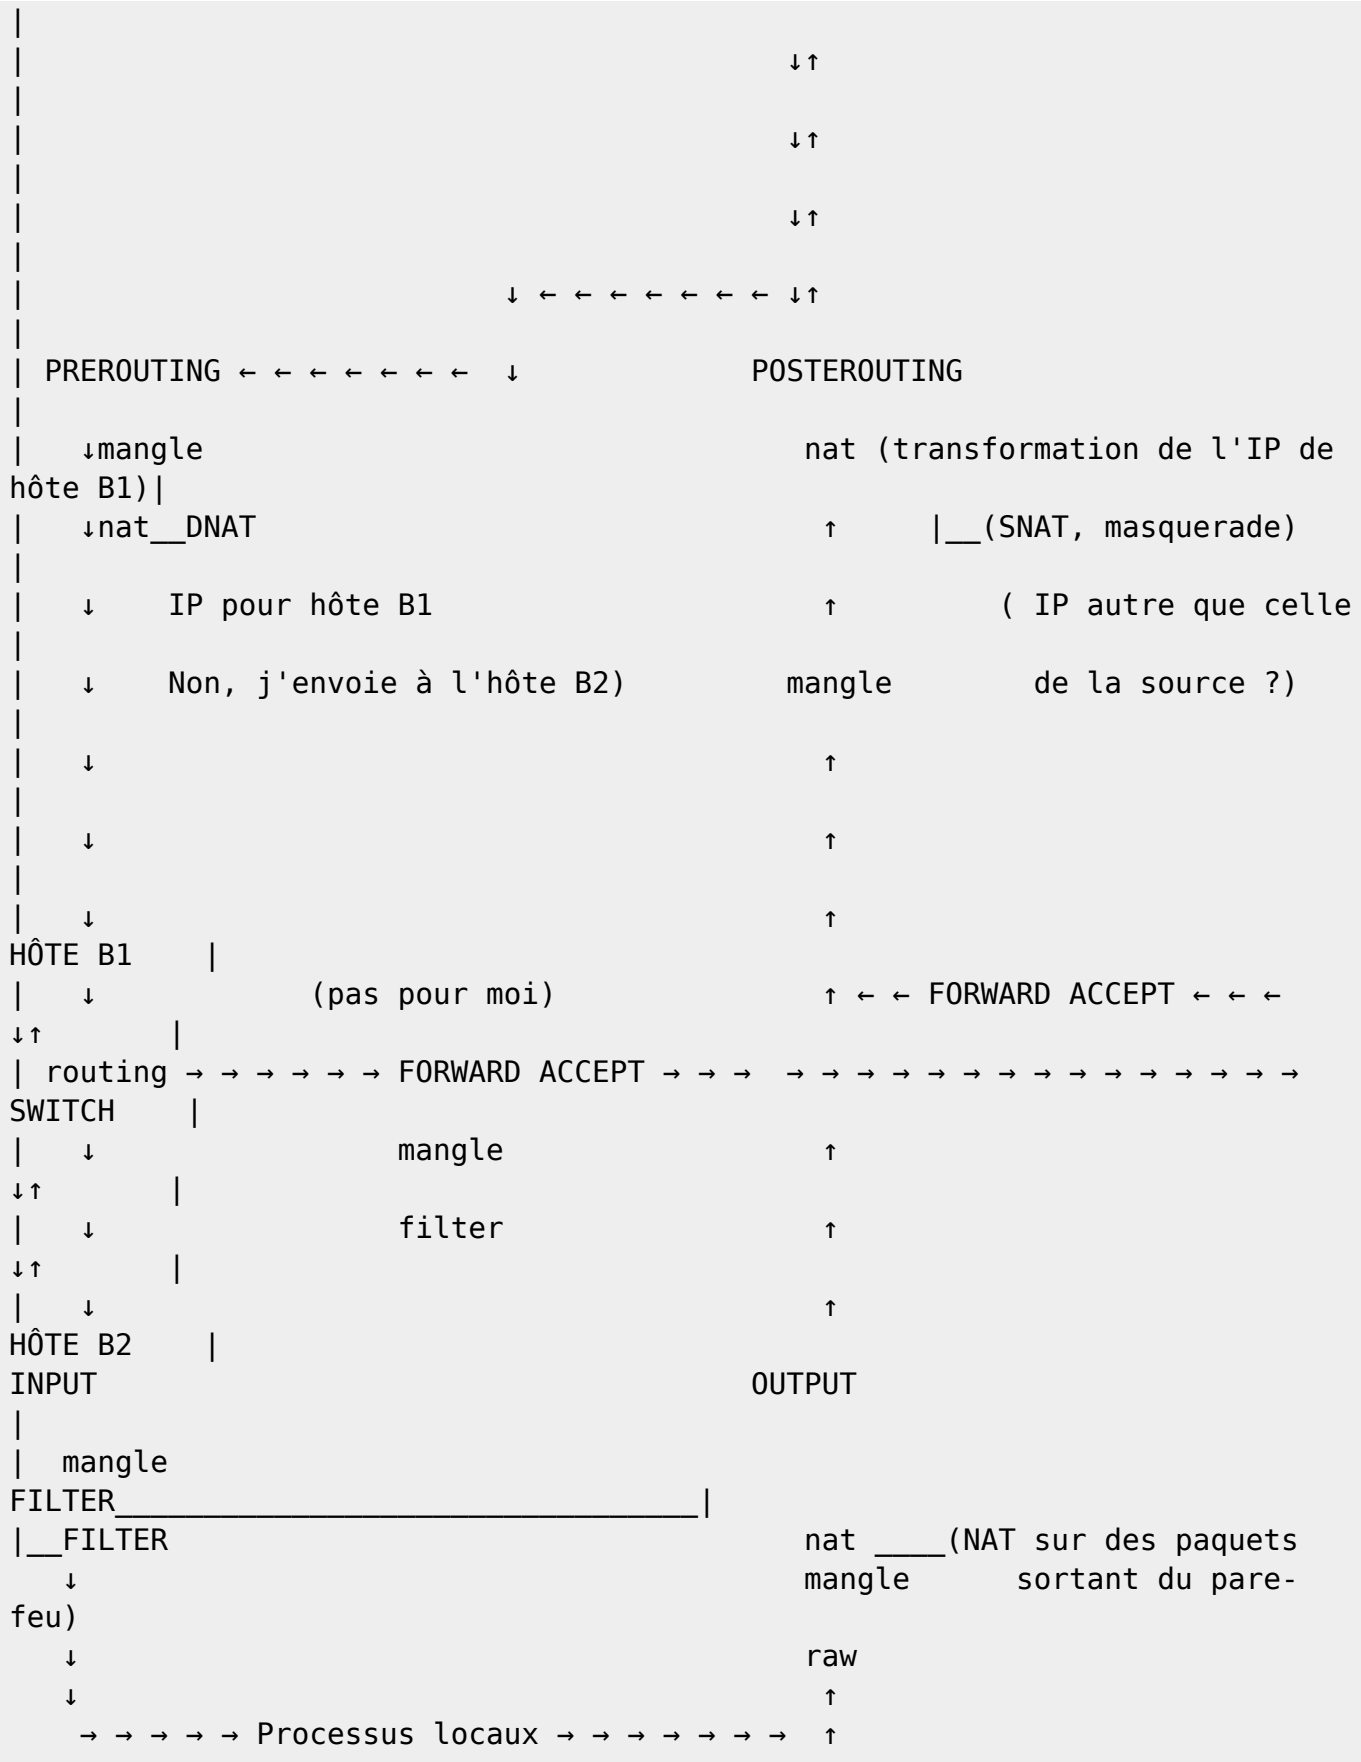 |
|                                            ↓↑
|
|                                            ↓↑
|
|                                            ↓↑
|
|                            ↓ ← ← ← ← ← ← ← ↓↑
|
| PREROUTING ← ← ← ← ← ← ←  ↓             POSTEROUTING
|
|   ↓mangle                                  nat (transformation de l'IP de
hôte B1)|
|   ↓nat__DNAT                                ↑     |__(SNAT, masquerade)
|
|   ↓    IP pour hôte B1                      ↑         ( IP autre que celle
|
|   ↓    Non, j'envoie à l'hôte B2)         mangle        de la source ?)
|
|   ↓                                         ↑
|
|   ↓                                         ↑
|
|   ↓                                         ↑
HÔTE B1    |
|   ↓            (pas pour moi)               ↑ ← ← FORWARD ACCEPT ← ← ←
↓↑       |
| routing → → → → → → FORWARD ACCEPT → → →  → → → → → → → → → → → → → → →
SWITCH    |
|   ↓                 mangle                  ↑
↓↑       |
|   ↓                 filter                  ↑
↓↑       |
|   ↓                                         ↑
HÔTE B2    |
INPUT                                     OUTPUT
|
|  mangle
FILTER_________________________________|
|__FILTER                                    nat ____(NAT sur des paquets
   ↓                                         mangle      sortant du pare-
feu)
   ↓                                         raw
   ↓                                          ↑
    → → → → → Processus locaux → → → → → → →  ↑